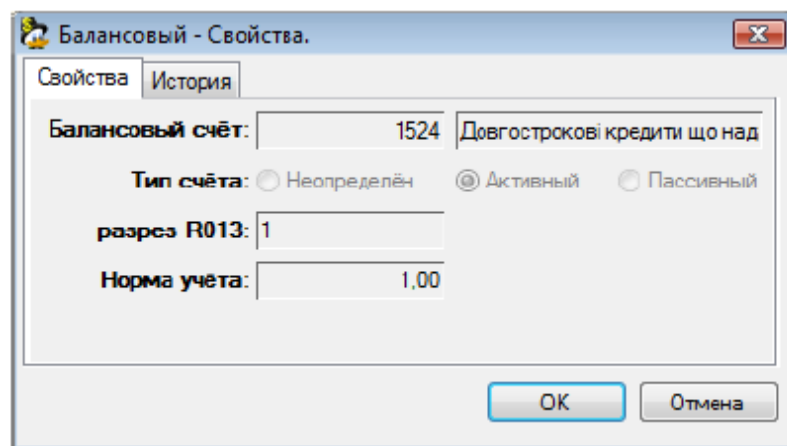 Балансовый - Свойства.
Свойства История
Балансовый счёт: 1524 Довгострокові кредити що над
Тип счёта: Неопределён Активный Пассивный
разрез R013: 1
Норма учёта: 1,00
OK Отмена